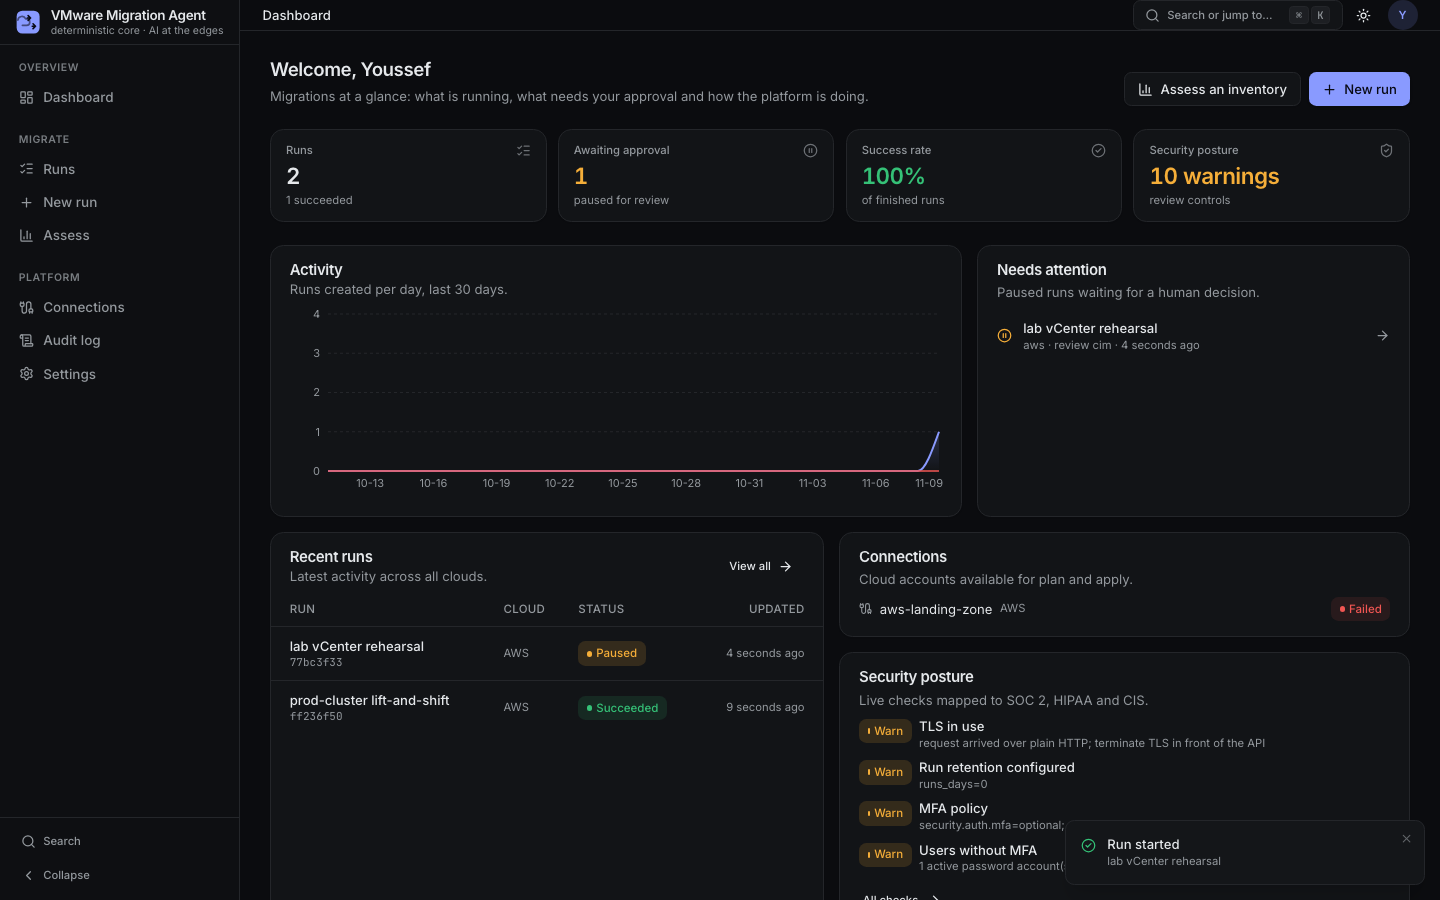 VMware Migration Agent
deterministic core · AI at the edges
OVERVIEW
Dashboard
MIGRATE
Runs
New run
Assess
PLATFORM
Connections
Audit log
Settings
Search
Collapse
Dashboard
Search or jump to...
⌘ K
Y
Welcome, Youssef
Migrations at a glance: what is running, what needs your approval and how the platform is doing.
Assess an inventory
New run
Runs
2
1 succeeded
Awaiting approval
1
paused for review
Success rate
100%
of finished runs
Security posture
10 warnings
review controls
Activity
Runs created per day, last 30 days.
4
3
2
1
0
10-13 10-16 10-19 10-22 10-25 10-28 10-31 11-03 11-06 11-09
Needs attention
Paused runs waiting for a human decision.
lab vCenter rehearsal
aws · review cim · 4 seconds ago
Recent runs
Latest activity across all clouds.
View all
RUN CLOUD STATUS UPDATED
lab vCenter rehearsal AWS Paused 4 seconds ago
77bc3f33
prod-cluster lift-and-shift AWS Succeeded 9 seconds ago
ff236f50
Connections
Cloud accounts available for plan and apply.
aws-landing-zone AWS Failed
Security posture
Live checks mapped to SOC 2, HIPAA and CIS.
Warn TLS in use
request arrived over plain HTTP; terminate TLS in front of the API
Warn Run retention configured
runs_days=0
Warn MFA policy
security.auth.mfa=optional;
Warn Users without MFA
1 active password account(
All checks
Run started
lab vCenter rehearsal